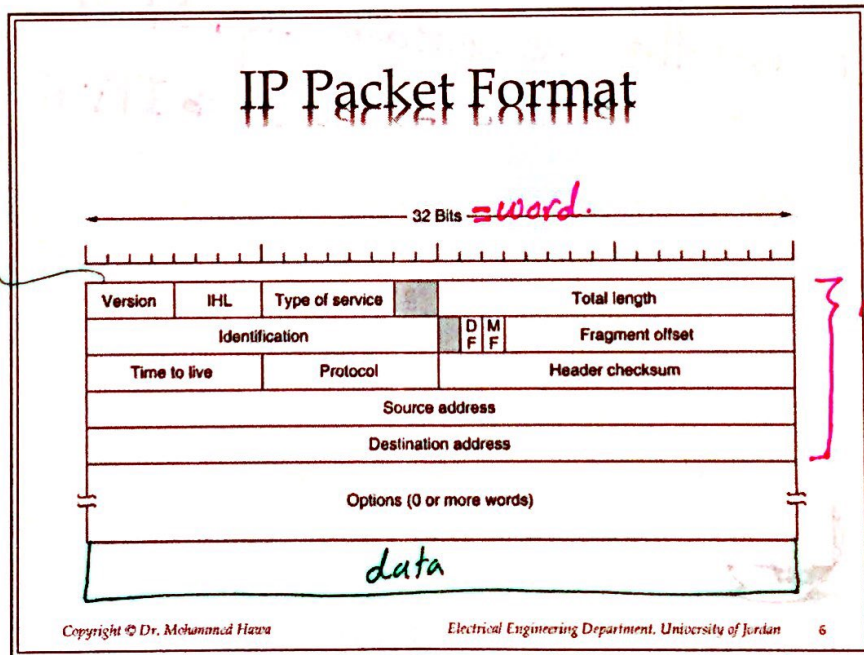 IP Packet Format
32 Bits =word.
Version IHL Type of service Total length
Identification D F M F Fragment offset
Time to live Protocol Header checksum
Source address
Destination address
Options (0 or more words)
data
Copyright © Dr. Mohammed Hawa Electrical Engineering Department, University of Jordan 6